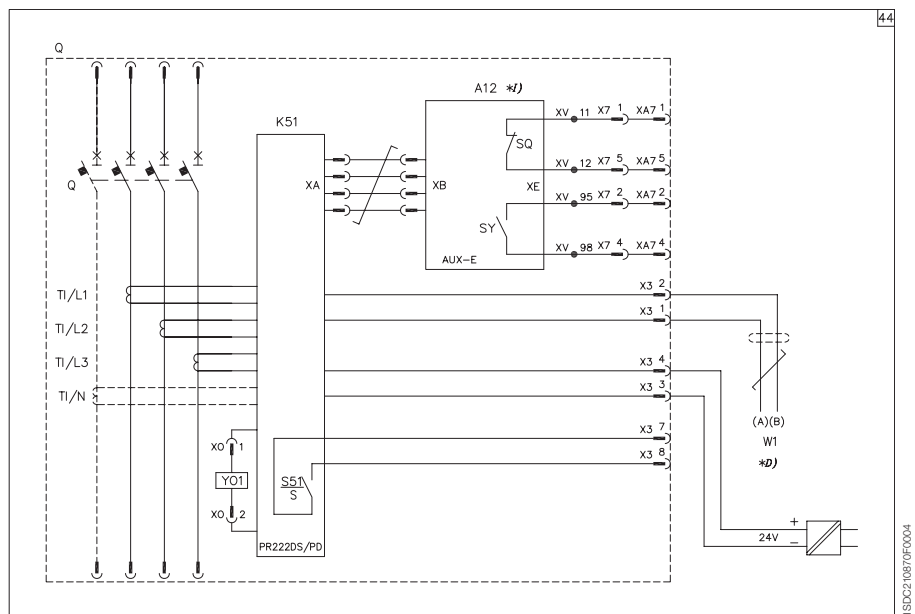 44
Q
A12 *I)
K51
XV 11 X7 1 XA7 1
SQ
XA XB XE
XV 12 X7 5 XA7 5
Q
XV 95 X7 2 XA7 2
SY
XV 98 X7 4 XA7 4
AUX-E
TI/L1
X3 2
TI/L2
X3 1
TI/L3
X3 4
TI/N
X3 3
(A)(B)
W1
*D)
X3 7
X0 1
X3 8
Y01
S51
S
X0 2
PR222DS/PD
+
24V
−
1SDC210870F0004